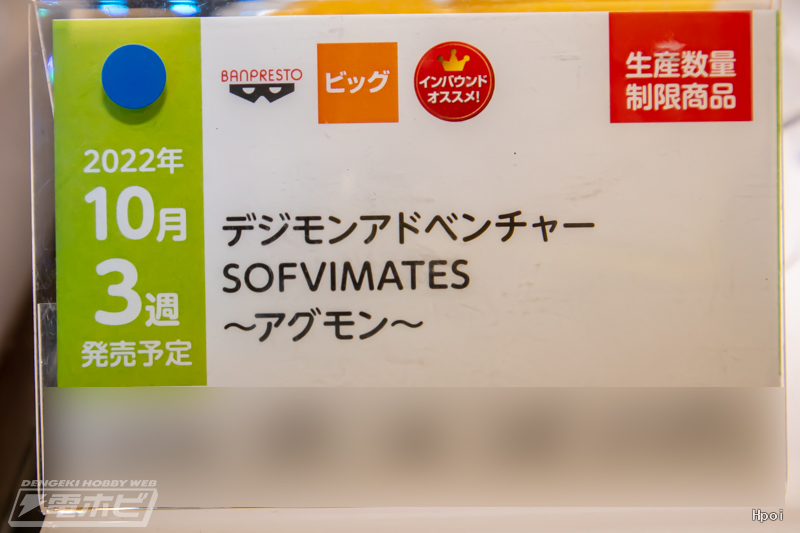 2022年
10月
3週
発売予定
BANPRESTO
ビッグ
インバウンド
オススメ!
生産数量
制限商品
デジモンアドベンチャー
SOFVIMATES
～アグモン～
DENGEKI HOBBY WEB
電ホビ
Hpoi